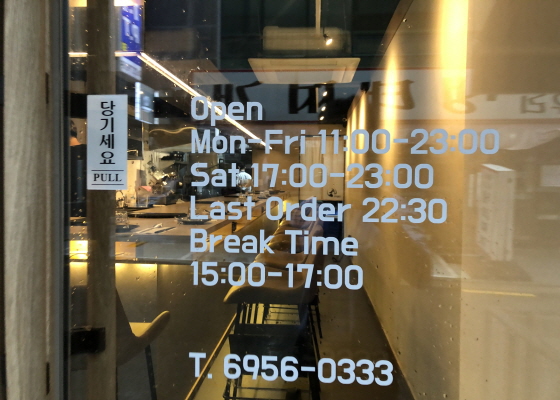 당기세요
PULL
Open
Mon-Fri 11:00-23:00
Sat 17:00-23:00
Last Order 22:30
Break Time
15:00-17:00
T. 6956-0333